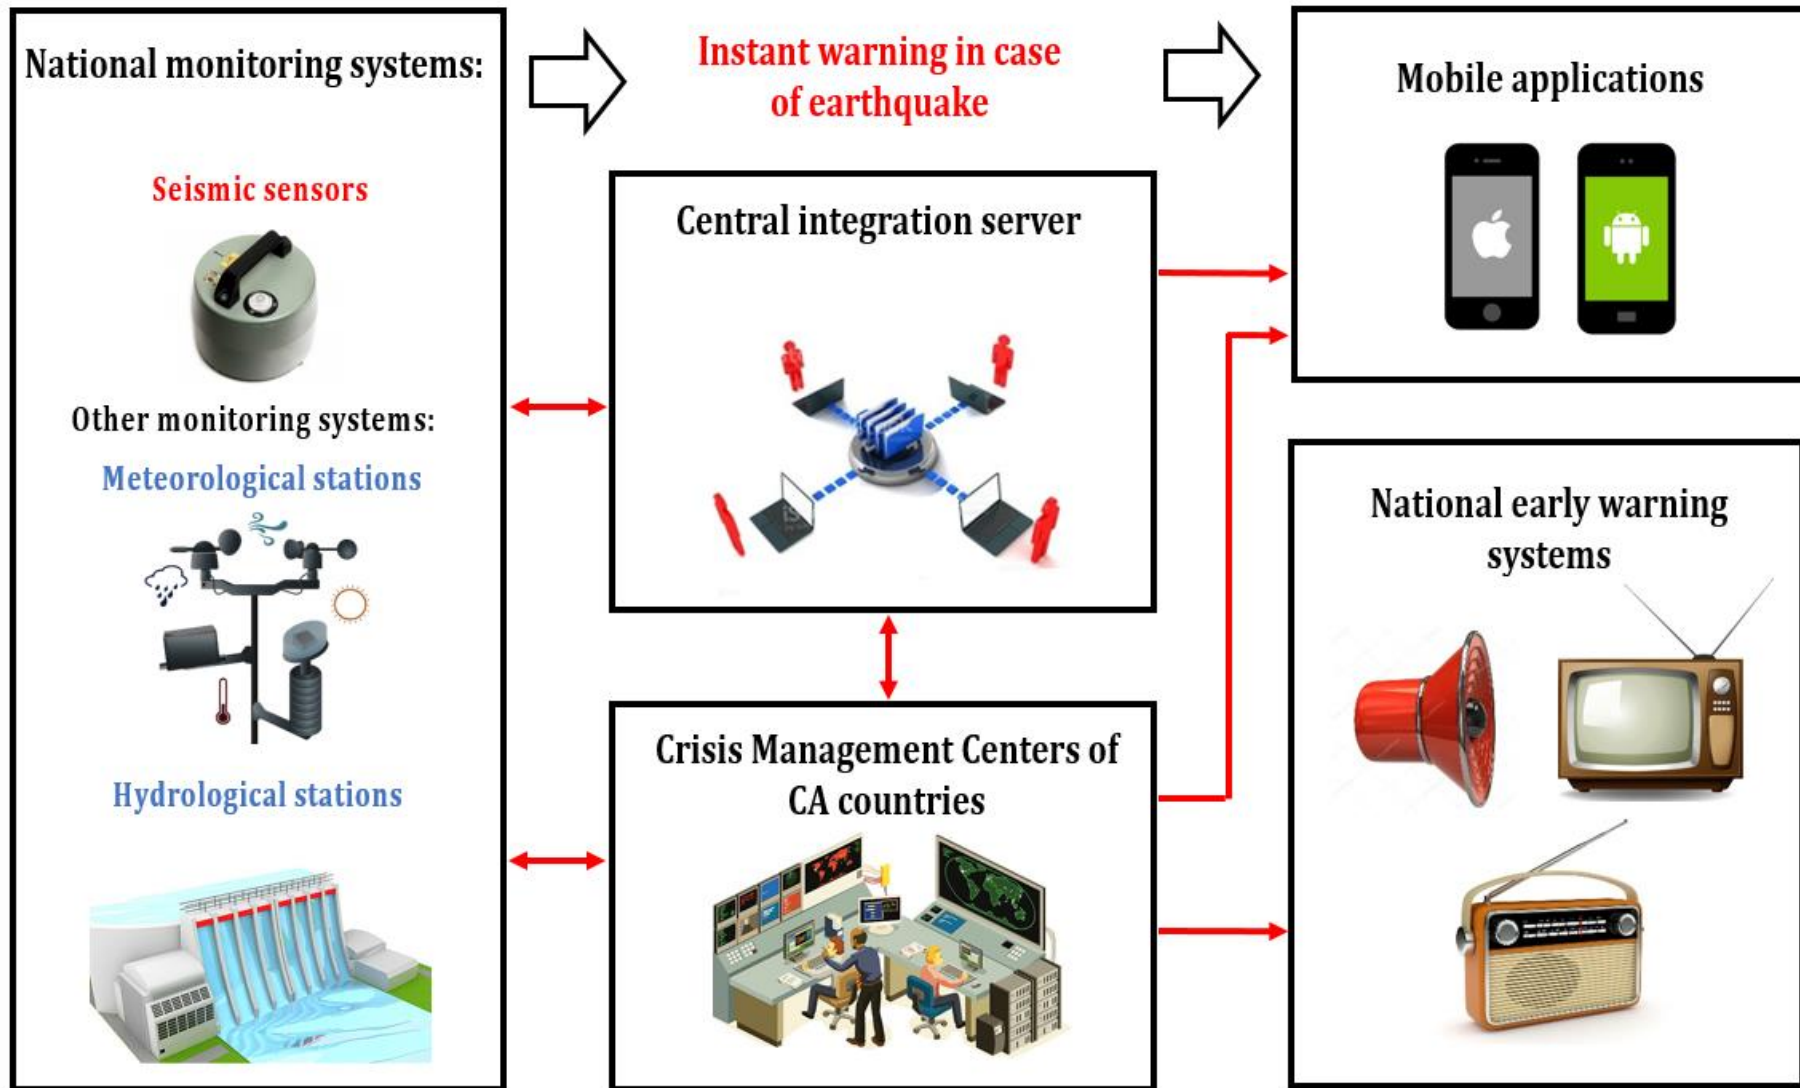 National monitoring systems:
Seismic sensors
Other monitoring systems:
Meteorological stations
Hydrological stations
Instant warning in case
of earthquake
Central integration server
Crisis Management Centers of
CA countries
Mobile applications
National early warning
systems